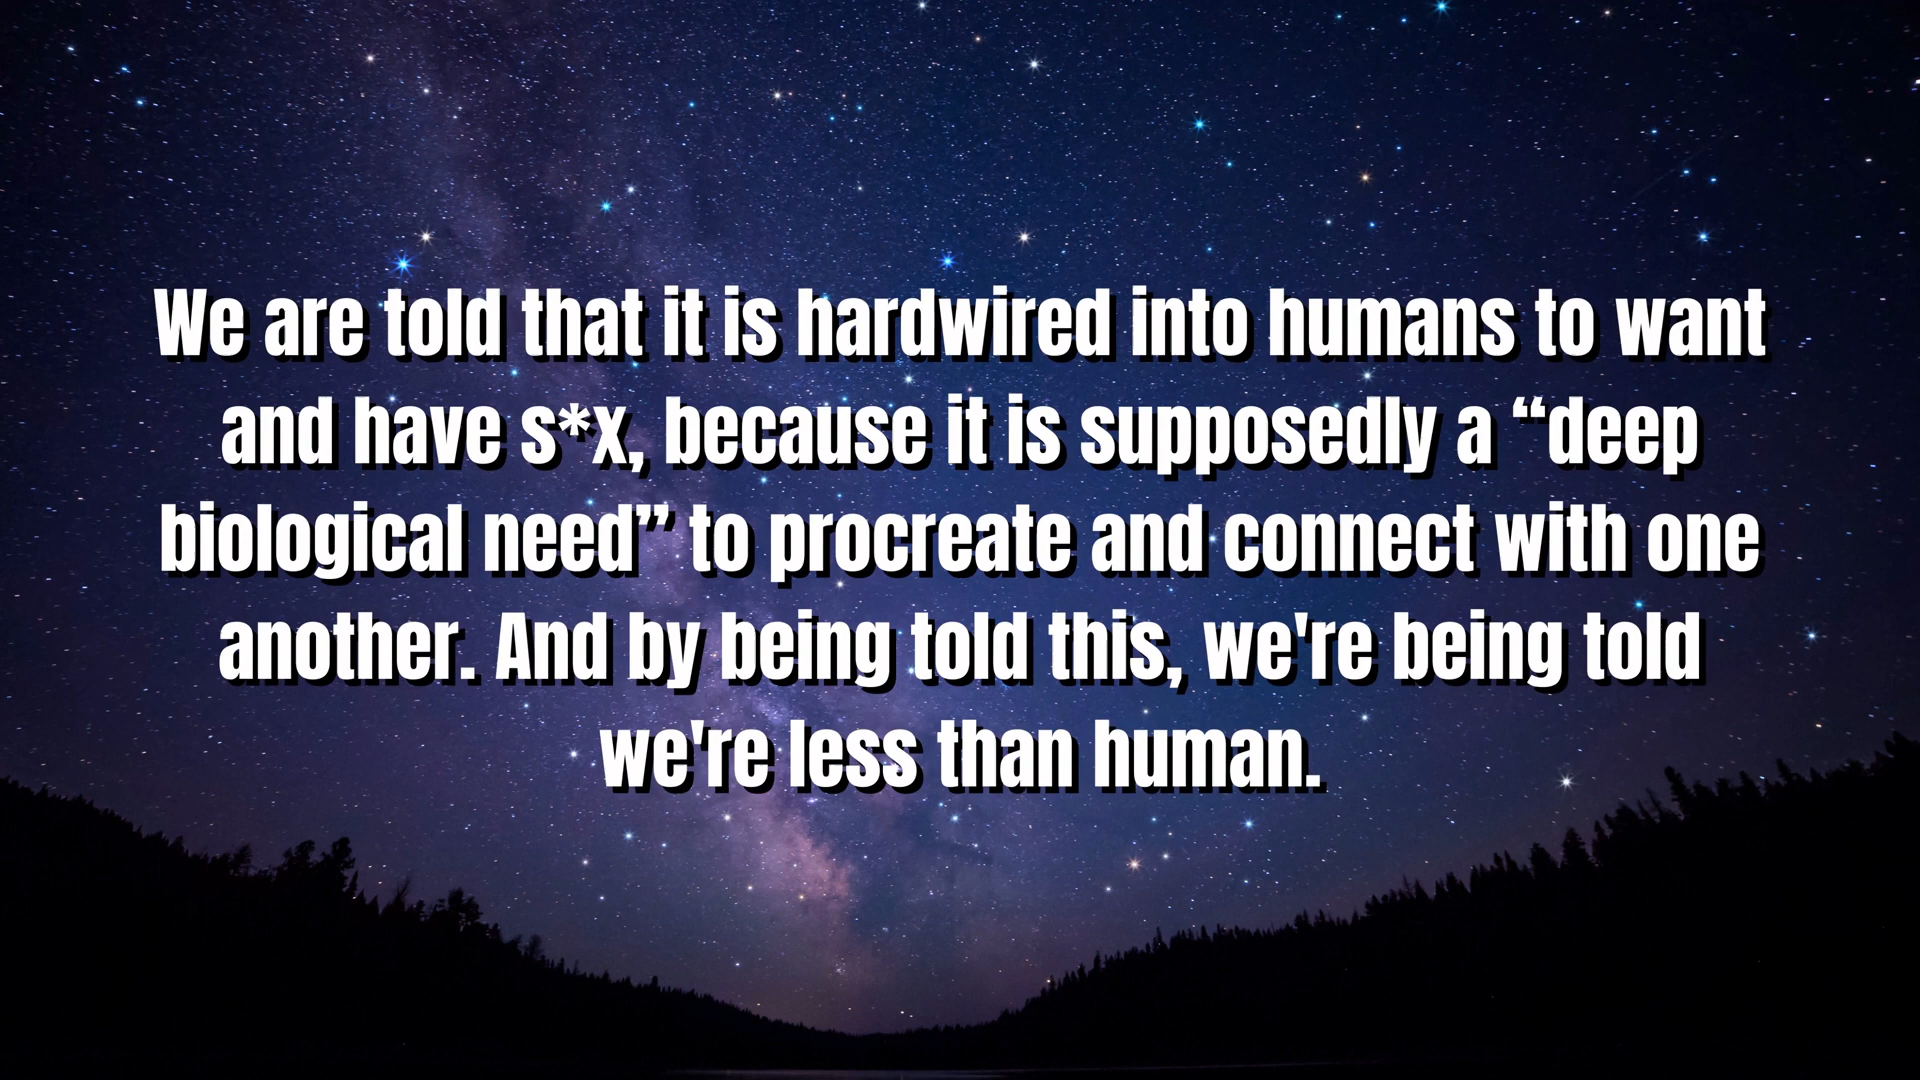 We are told that it is hardwired into humans to want
and have s*x, because it is supposedly a “deep
biological need” to procreate and connect with one
another. And by being told this, we're being told
we're less than human.